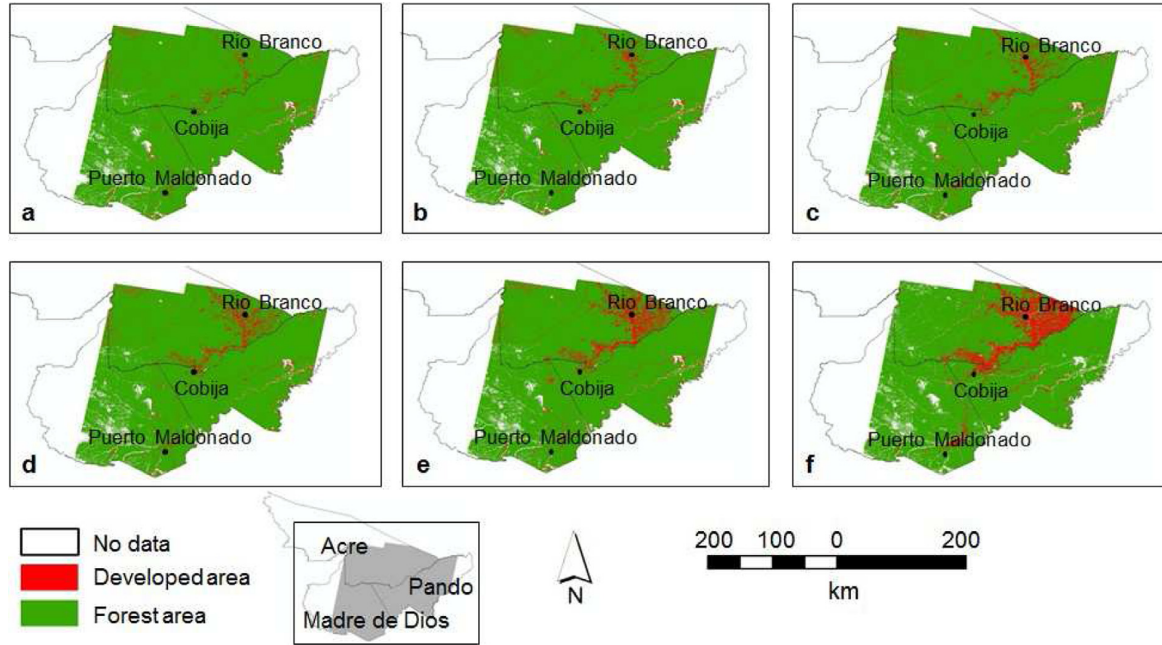 Rio Branco
Cobija
Puerto Maldonado
a
Rio Branco
Cobija
Puerto Maldonado
b
Rio Branco
Cobija
Puerto Maldonado
c
Rio Branco
Cobija
Puerto Maldonado
d
Rio Branco
Cobija
Puerto Maldonado
e
Rio Branco
Cobija
Puerto Maldonado
f
No data
Developed area
Forest area
Acre
Pando
Madre de Dios
N
200 100 0 200
km